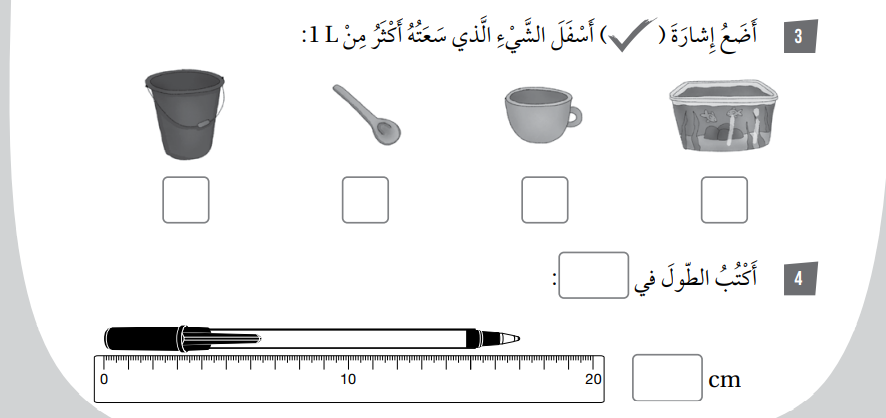 3 أَضَعُ إِشارَةَ (✓) أَسْفَلَ الشَّيْءِ الَّذي سَعَتُهُ أَكْثَرُ مِنْ 1 L:
4 أَكْتُبُ الطّولَ في :
0 10 20
cm